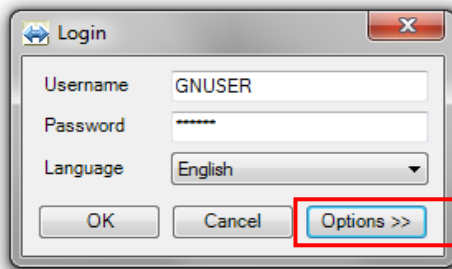 Login
Username GNUSER
Password ******
Language English
OK Cancel Options >>